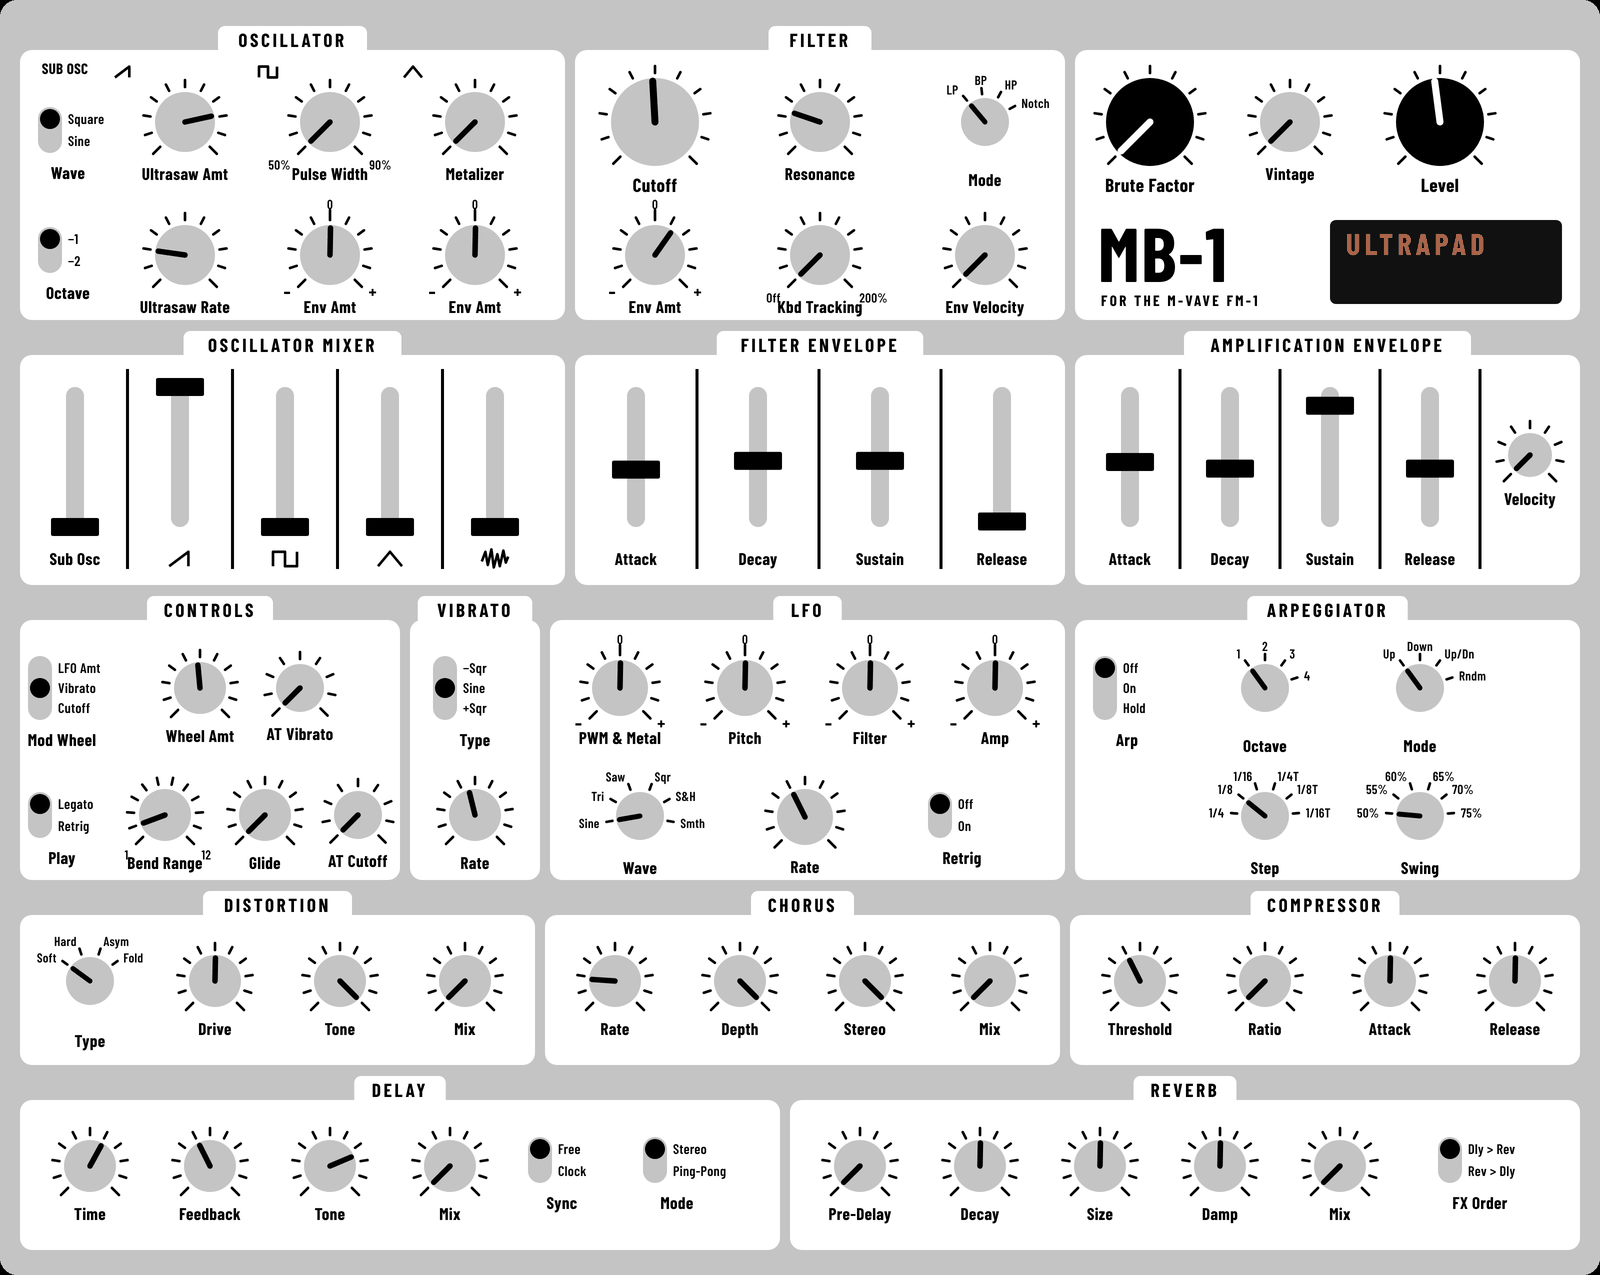 OSCILLATOR
SUB OSC
Square
Sine
Wave
Ultrasaw Amt
50% Pulse Width 90%
Metalizer
–1
–2
Octave
Ultrasaw Rate
0
- +
Env Amt
0
- +
Env Amt
FILTER
Cutoff
Resonance
LP BP HP Notch
Mode
0
- +
Env Amt
Off Kbd Tracking 200%
Env Velocity
Brute Factor
Vintage
Level
MB-1
FOR THE M-VAVE FM-1
ULTRAPAD
OSCILLATOR MIXER
Sub Osc
FILTER ENVELOPE
Attack Decay Sustain Release
AMPLIFICATION ENVELOPE
Attack Decay Sustain Release
Velocity
CONTROLS
LFO Amt
Vibrato
Cutoff
Mod Wheel
Wheel Amt
AT Vibrato
Legato
Retrig
Play
1 Bend Range 12
Glide
AT Cutoff
VIBRATO
–Sqr
Sine
+Sqr
Type
Rate
LFO
0
- +
PWM & Metal
0
- +
Pitch
0
- +
Filter
0
- +
Amp
Sine Tri Saw Sqr S&H Smth
Wave
Rate
Off
On
Retrig
ARPEGGIATOR
Off
On
Hold
Arp
1 2 3 4
Octave
Up Down Up/Dn Rndm
Mode
1/4 1/8 1/16 1/4T 1/8T 1/16T
Step
50% 55% 60% 65% 70% 75%
Swing
DISTORTION
Soft Hard Asym Fold
Type
Drive
Tone
Mix
CHORUS
Rate
Depth
Stereo
Mix
COMPRESSOR
Threshold
Ratio
Attack
Release
DELAY
Time
Feedback
Tone
Mix
Free
Clock
Sync
Stereo
Ping-Pong
Mode
REVERB
Pre-Delay
Decay
Size
Damp
Mix
Dly > Rev
Rev > Dly
FX Order